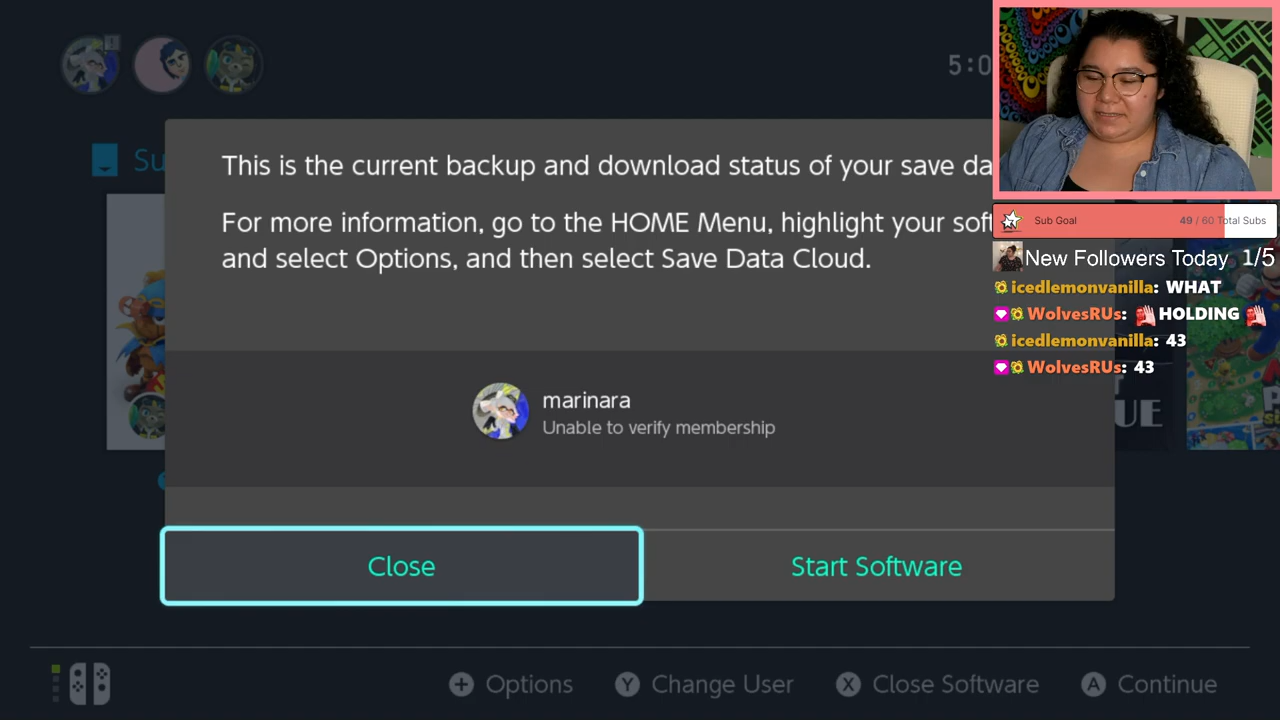 5:0
Su
This is the current backup and download status of your save da
For more information, go to the HOME Menu, highlight your soft
and select Options, and then select Save Data Cloud.
marinara
Unable to verify membership
Close
Start Software
UE
+ Options
Y Change User
X Close Software
A Continue
Sub Goal
49 / 60 Total Subs
New Followers Today 1/5
icedlemonvanilla: WHAT
WolvesRUs: HOLDING
icedlemonvanilla: 43
WolvesRUs: 43